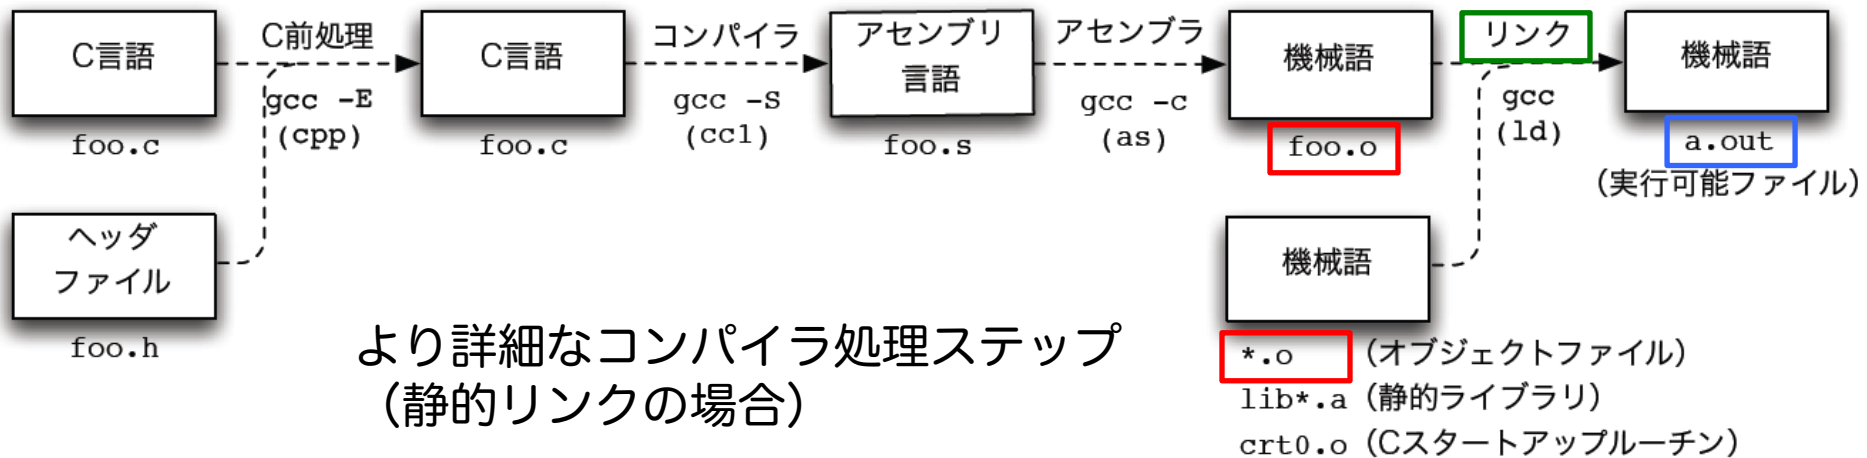 C言語
foo.c
C前処理
gcc -E
(cpp)
C言語
foo.c
コンパイラ
gcc -S
(cc1)
アセンブリ
言語
foo.s
アセンブラ
gcc -c
(as)
機械語
foo.o
リンク
gcc
(ld)
機械語
a.out
（実行可能ファイル）
ヘッダ
ファイル
foo.h
機械語
*.o （オブジェクトファイル）
lib*.a（静的ライブラリ）
crt0.o（Cスタートアップルーチン）
より詳細なコンパイラ処理ステップ
（静的リンクの場合）